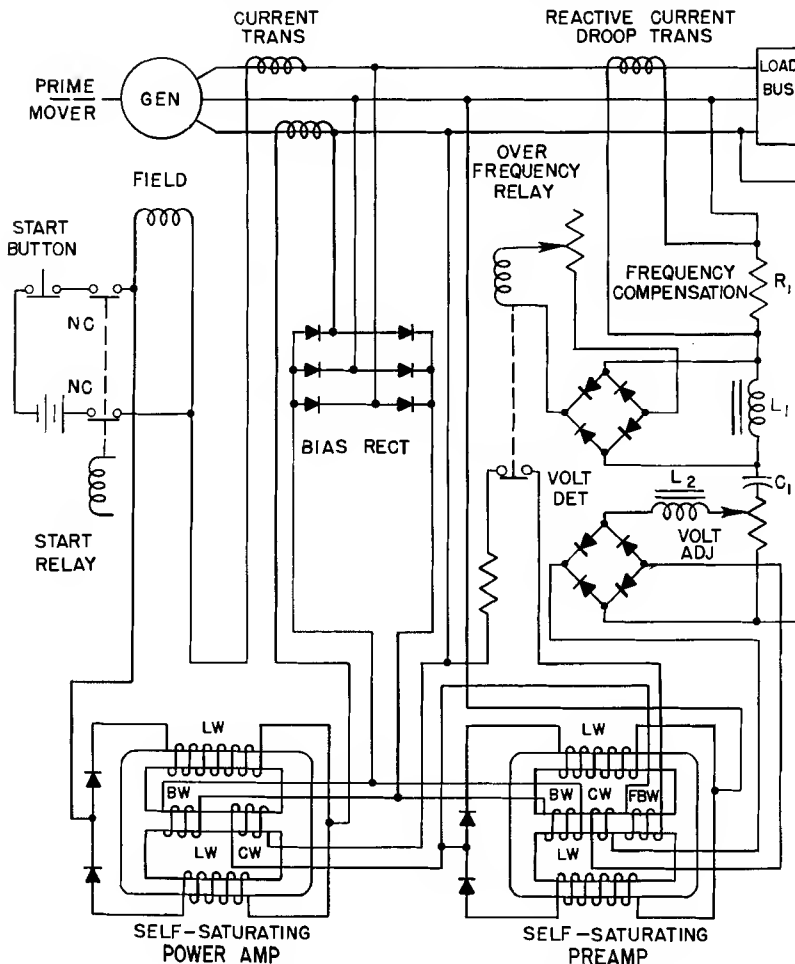 CURRENT
TRANS
REACTIVE
DROOP CURRENT TRANS
LOAD
BUS
PRIME
MOVER
GEN
OVER
FREQUENCY
RELAY
FIELD
START
BUTTON
NC
FREQUENCY
COMPENSATION
R1
NC
L1
BIAS RECT
VOLT
DET
L2
C1
VOLT
ADJ
START
RELAY
LW
LW
BW
BW
CW
FBW
LW
CW
LW
SELF-SATURATING
POWER AMP
SELF-SATURATING
PREAMP